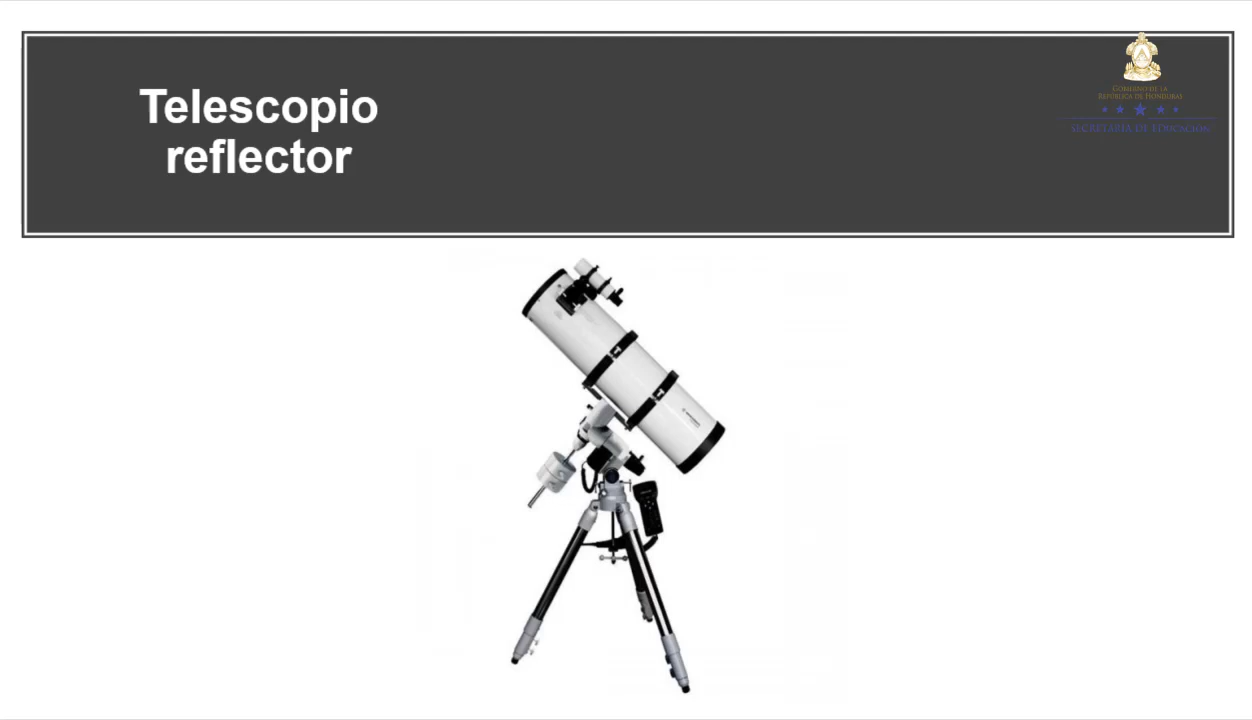 Telescopio
reflector
GOBIERNO DE LA
REPÚBLICA DE HONDURAS
SECRETARÍA DE EDUCACIÓN